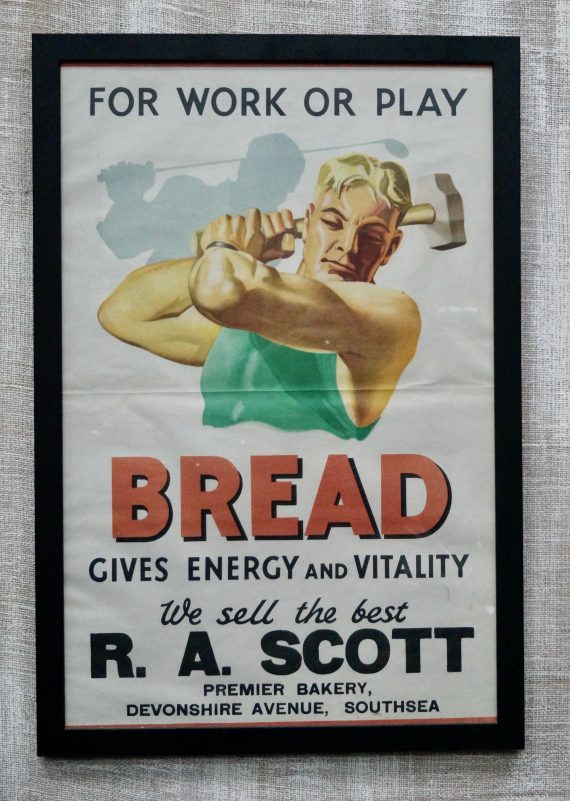 FOR WORK OR PLAY
BREAD
GIVES ENERGY AND VITALITY
We sell the best
R. A. SCOTT
PREMIER BAKERY,
DEVONSHIRE AVENUE, SOUTHSEA